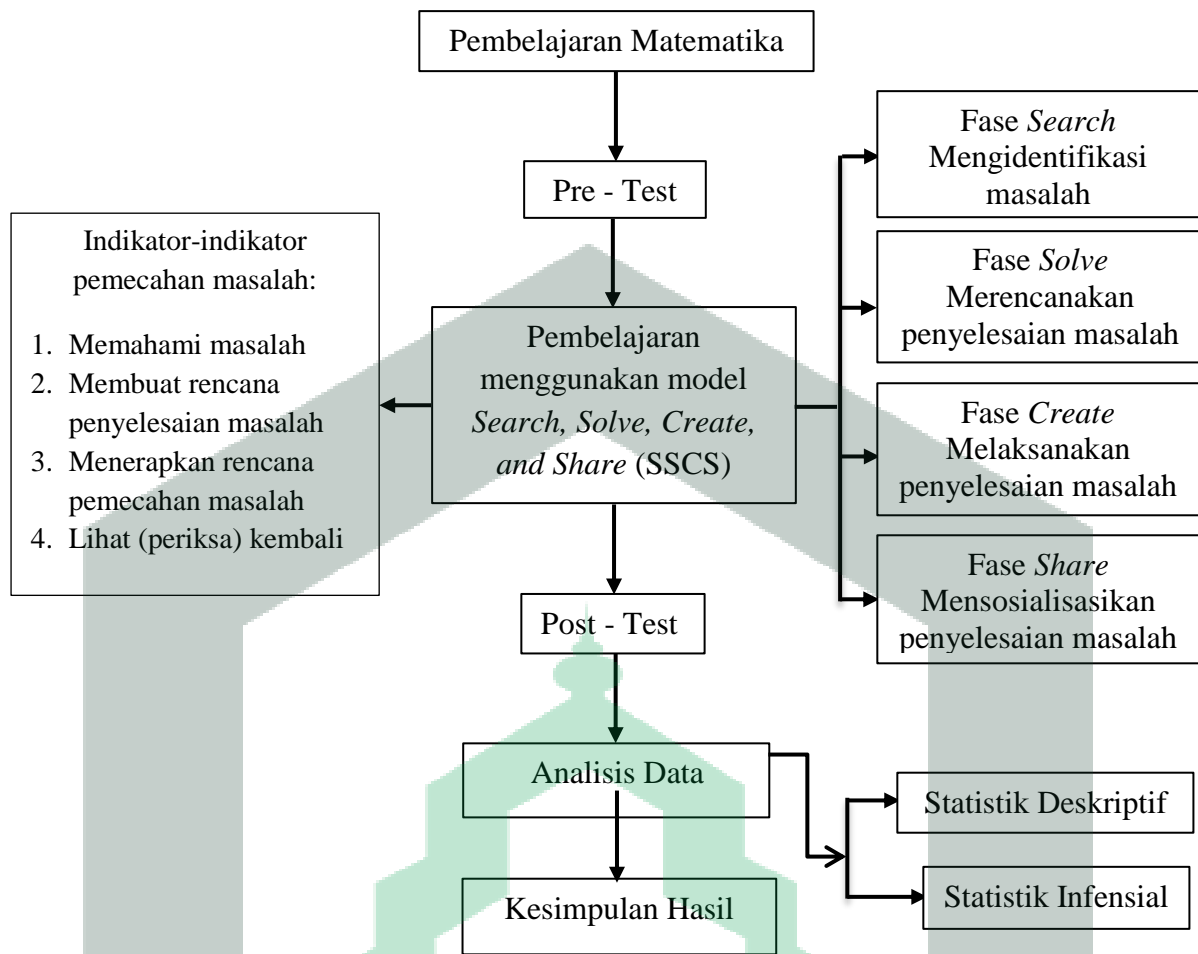 Pembelajaran Matematika
Pre - Test
Indikator-indikator
pemecahan masalah:
1. Memahami masalah
2. Membuat rencana
penyelesaian masalah
3. Menerapkan rencana
pemecahan masalah
4. Lihat (periksa) kembali
Pembelajaran
menggunakan model
Search, Solve, Create,
and Share (SSCS)
Fase Search
Mengidentifikasi
masalah
Fase Solve
Merencanakan
penyelesaian masalah
Fase Create
Melaksanakan
penyelesaian masalah
Fase Share
Mensosialisasikan
penyelesaian masalah
Post - Test
Analisis Data
Statistik Deskriptif
Statistik Infensial
Kesimpulan Hasil